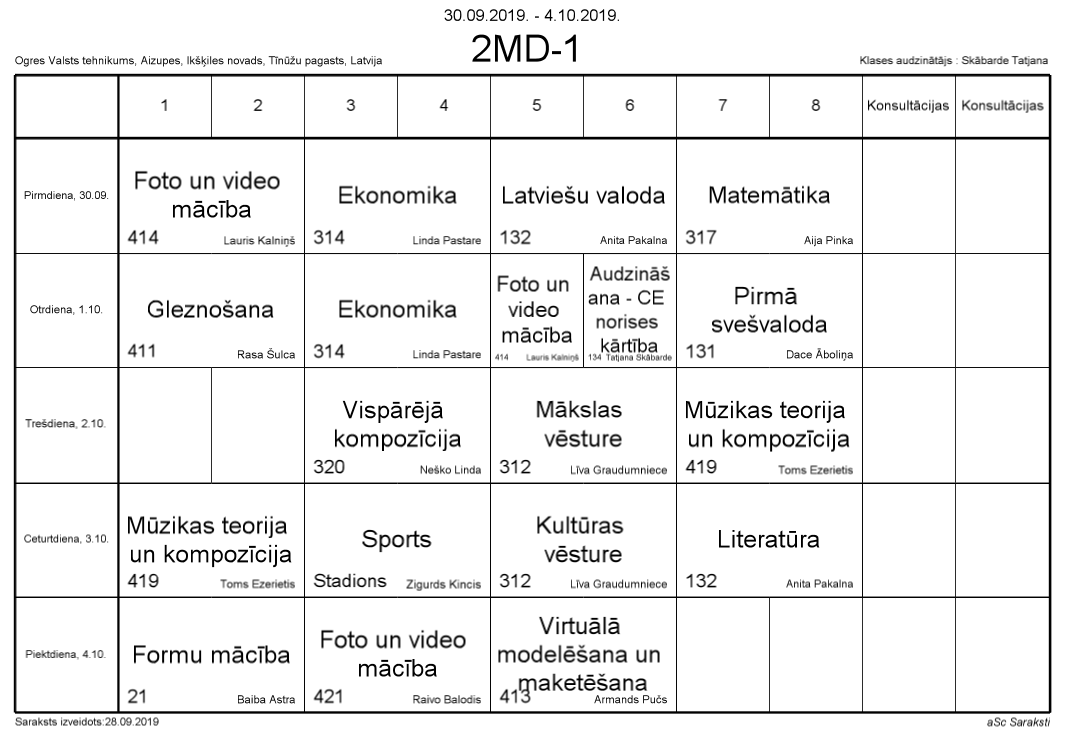 30.09.2019. - 4.10.2019.
2MD-1
Ogres Valsts tehnikums, Aizupes, Ikšķiles novads, Tīnūžu pagasts, Latvija
Klases audzinātājs : Skābarde Tatjana
1 2 3 4 5 6 7 8 Konsultācijas Konsultācijas
Pirmdiena, 30.09.
Foto un video
mācība
414 Lauris Kalniņš
Ekonomika
314 Linda Pastare
Latviešu valoda
132 Anita Pakalna
Matemātika
317 Aija Pinka
Otrdiena, 1.10.
Gleznošana
411 Rasa Šulca
Ekonomika
314 Linda Pastare
Foto un
video
mācība
414 Lauris Kalniņš
Audzināš
ana - CE
norises
kārtība
134 Tatjana Skābarde
Pirmā
svešvaloda
131 Dace Āboliņa
Trešdiena, 2.10.
Vispārējā
kompozīcija
320 Neško Linda
Mākslas
vēsture
312 Līva Graudumniece
Mūzikas teorija
un kompozīcija
419 Toms Ezerietis
Ceturtdiena, 3.10.
Mūzikas teorija
un kompozīcija
419 Toms Ezerietis
Sports
Stadions Zigurds Kincis
Kultūras
vēsture
312 Līva Graudumniece
Literatūra
132 Anita Pakalna
Piektdiena, 4.10.
Formu mācība
21 Baiba Astra
Foto un video
mācība
421 Raivo Balodis
Virtuālā
modelēšana un
maketēšana
413 Armands Pučs
Saraksts izveidots:28.09.2019
aSc Saraksti